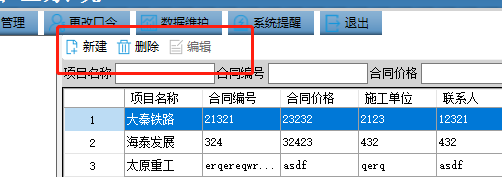 管理 更改口令 数据维护 系统提醒 退出
新建 删除 编辑
项目名称 合同编号 合同价格
项目名称 合同编号 合同价格 施工单位 联系人
1 大秦铁路 21321 23232 2123 12321
2 海泰发展 324 32423 432 432
3 太原重工 erqereqwr... asdf qerq asdf